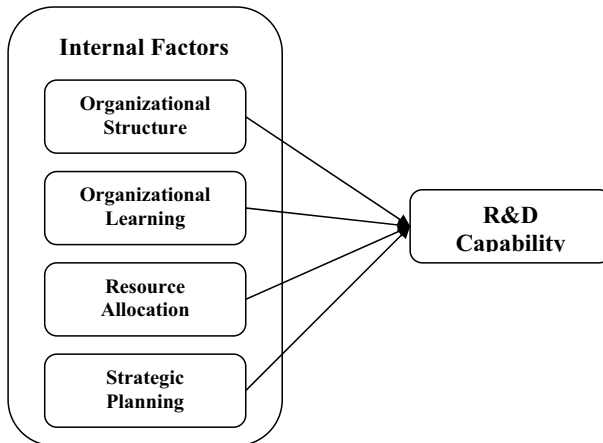 Internal Factors
Organizational
Structure
Organizational
Learning
Resource
Allocation
Strategic
Planning
R&D
Capability